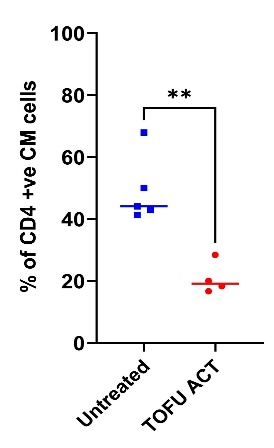 % of CD4 +ve CM cells
100
80
60
40
20
0
**
Untreated
TOFU ACT